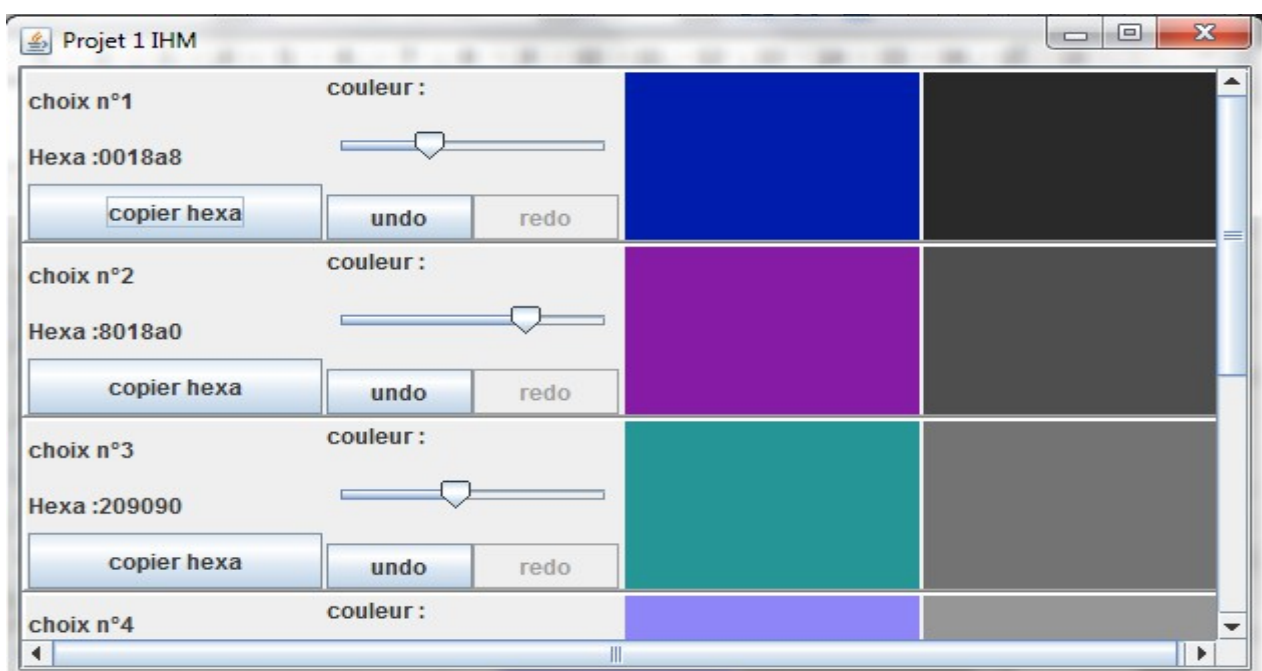 Projet 1 IHM
choix n°1
couleur :
Hexa :0018a8
copier hexa
undo
redo
choix n°2
couleur :
Hexa :8018a0
copier hexa
undo
redo
choix n°3
couleur :
Hexa :209090
copier hexa
undo
redo
choix n°4
couleur :